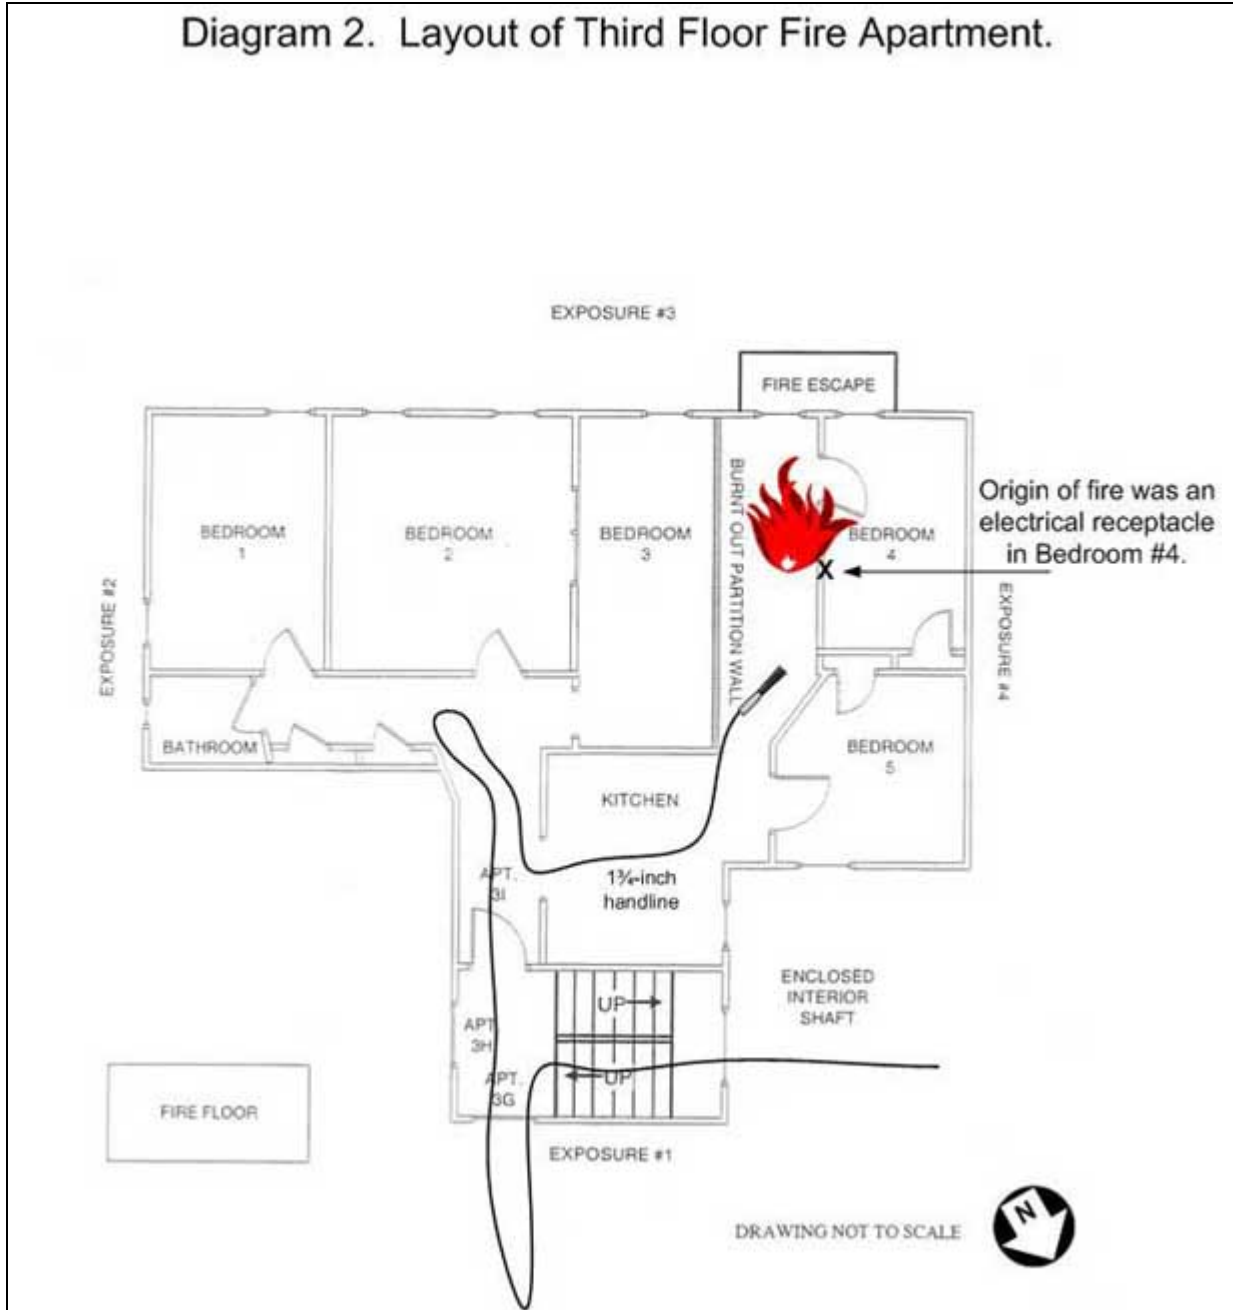 Diagram 2. Layout of Third Floor Fire Apartment.
EXPOSURE #3
FIRE ESCAPE
BEDROOM
1
BEDROOM
2
BEDROOM
3
BURNT OUT PARTITION WALL
BEDROOM
4
X
Origin of fire was an
electrical receptacle
in Bedroom #4.
EXPOSURE #2
EXPOSURE #4
BATHROOM
KITCHEN
BEDROOM
5
APT.
3I
1¾-inch
handline
UP
ENCLOSED
INTERIOR
SHAFT
APT.
3H
APT.
3G
UP
FIRE FLOOR
EXPOSURE #1
DRAWING NOT TO SCALE
N